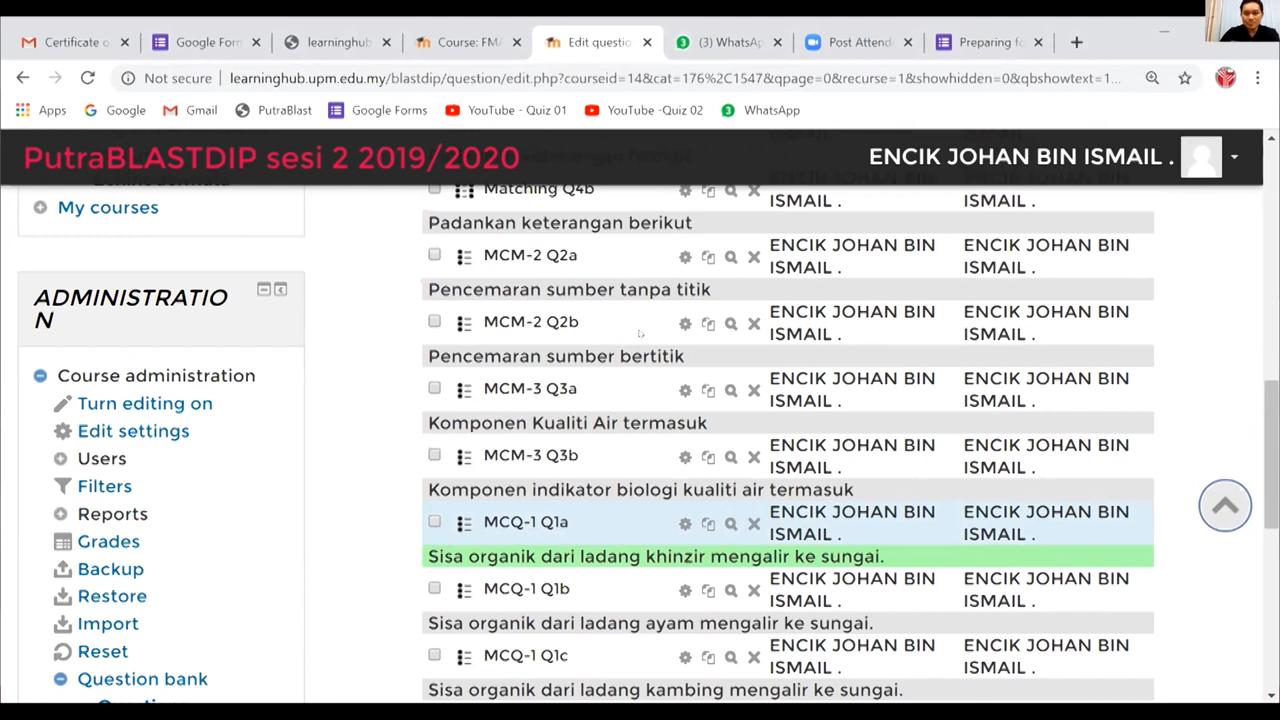 Certificate o
Google For
learninghub
Course: FM
Edit questio
(3) WhatsA
Post Attend
Preparing fo
Not secure
learninghub.upm.edu.my/blastdip/question/edit.php?courseid=14&cat=176%2C1547&qpage=0&recurse=1&showhidden=0&qbshowtext=1...
Apps
Google
Gmail
PutraBlast
Google Forms
YouTube - Quiz 01
YouTube -Quiz 02
WhatsApp
PutraBLASTDIP sesi 2 2019/2020
ENCIK JOHAN BIN ISMAIL .
My courses
ADMINISTRATIO
N
Course administration
Turn editing on
Edit settings
Users
Filters
Reports
Grades
Backup
Restore
Import
Reset
Question bank
Matching Q4b
ISMAIL .
ISMAIL .
Padankan keterangan berikut
MCM-2 Q2a
ENCIK JOHAN BIN
ISMAIL .
ENCIK JOHAN BIN
ISMAIL .
Pencemaran sumber tanpa titik
MCM-2 Q2b
ENCIK JOHAN BIN
ISMAIL .
ENCIK JOHAN BIN
ISMAIL .
Pencemaran sumber bertitik
MCM-3 Q3a
ENCIK JOHAN BIN
ISMAIL .
ENCIK JOHAN BIN
ISMAIL .
Komponen Kualiti Air termasuk
MCM-3 Q3b
ENCIK JOHAN BIN
ISMAIL .
ENCIK JOHAN BIN
ISMAIL .
Komponen indikator biologi kualiti air termasuk
MCQ-1 Q1a
ENCIK JOHAN BIN
ISMAIL .
ENCIK JOHAN BIN
ISMAIL .
Sisa organik dari ladang khinzir mengalir ke sungai.
MCQ-1 Q1b
ENCIK JOHAN BIN
ISMAIL .
ENCIK JOHAN BIN
ISMAIL .
Sisa organik dari ladang ayam mengalir ke sungai.
MCQ-1 Q1c
ENCIK JOHAN BIN
ISMAIL .
ENCIK JOHAN BIN
ISMAIL .
Sisa organik dari ladang kambing mengalir ke sungai.